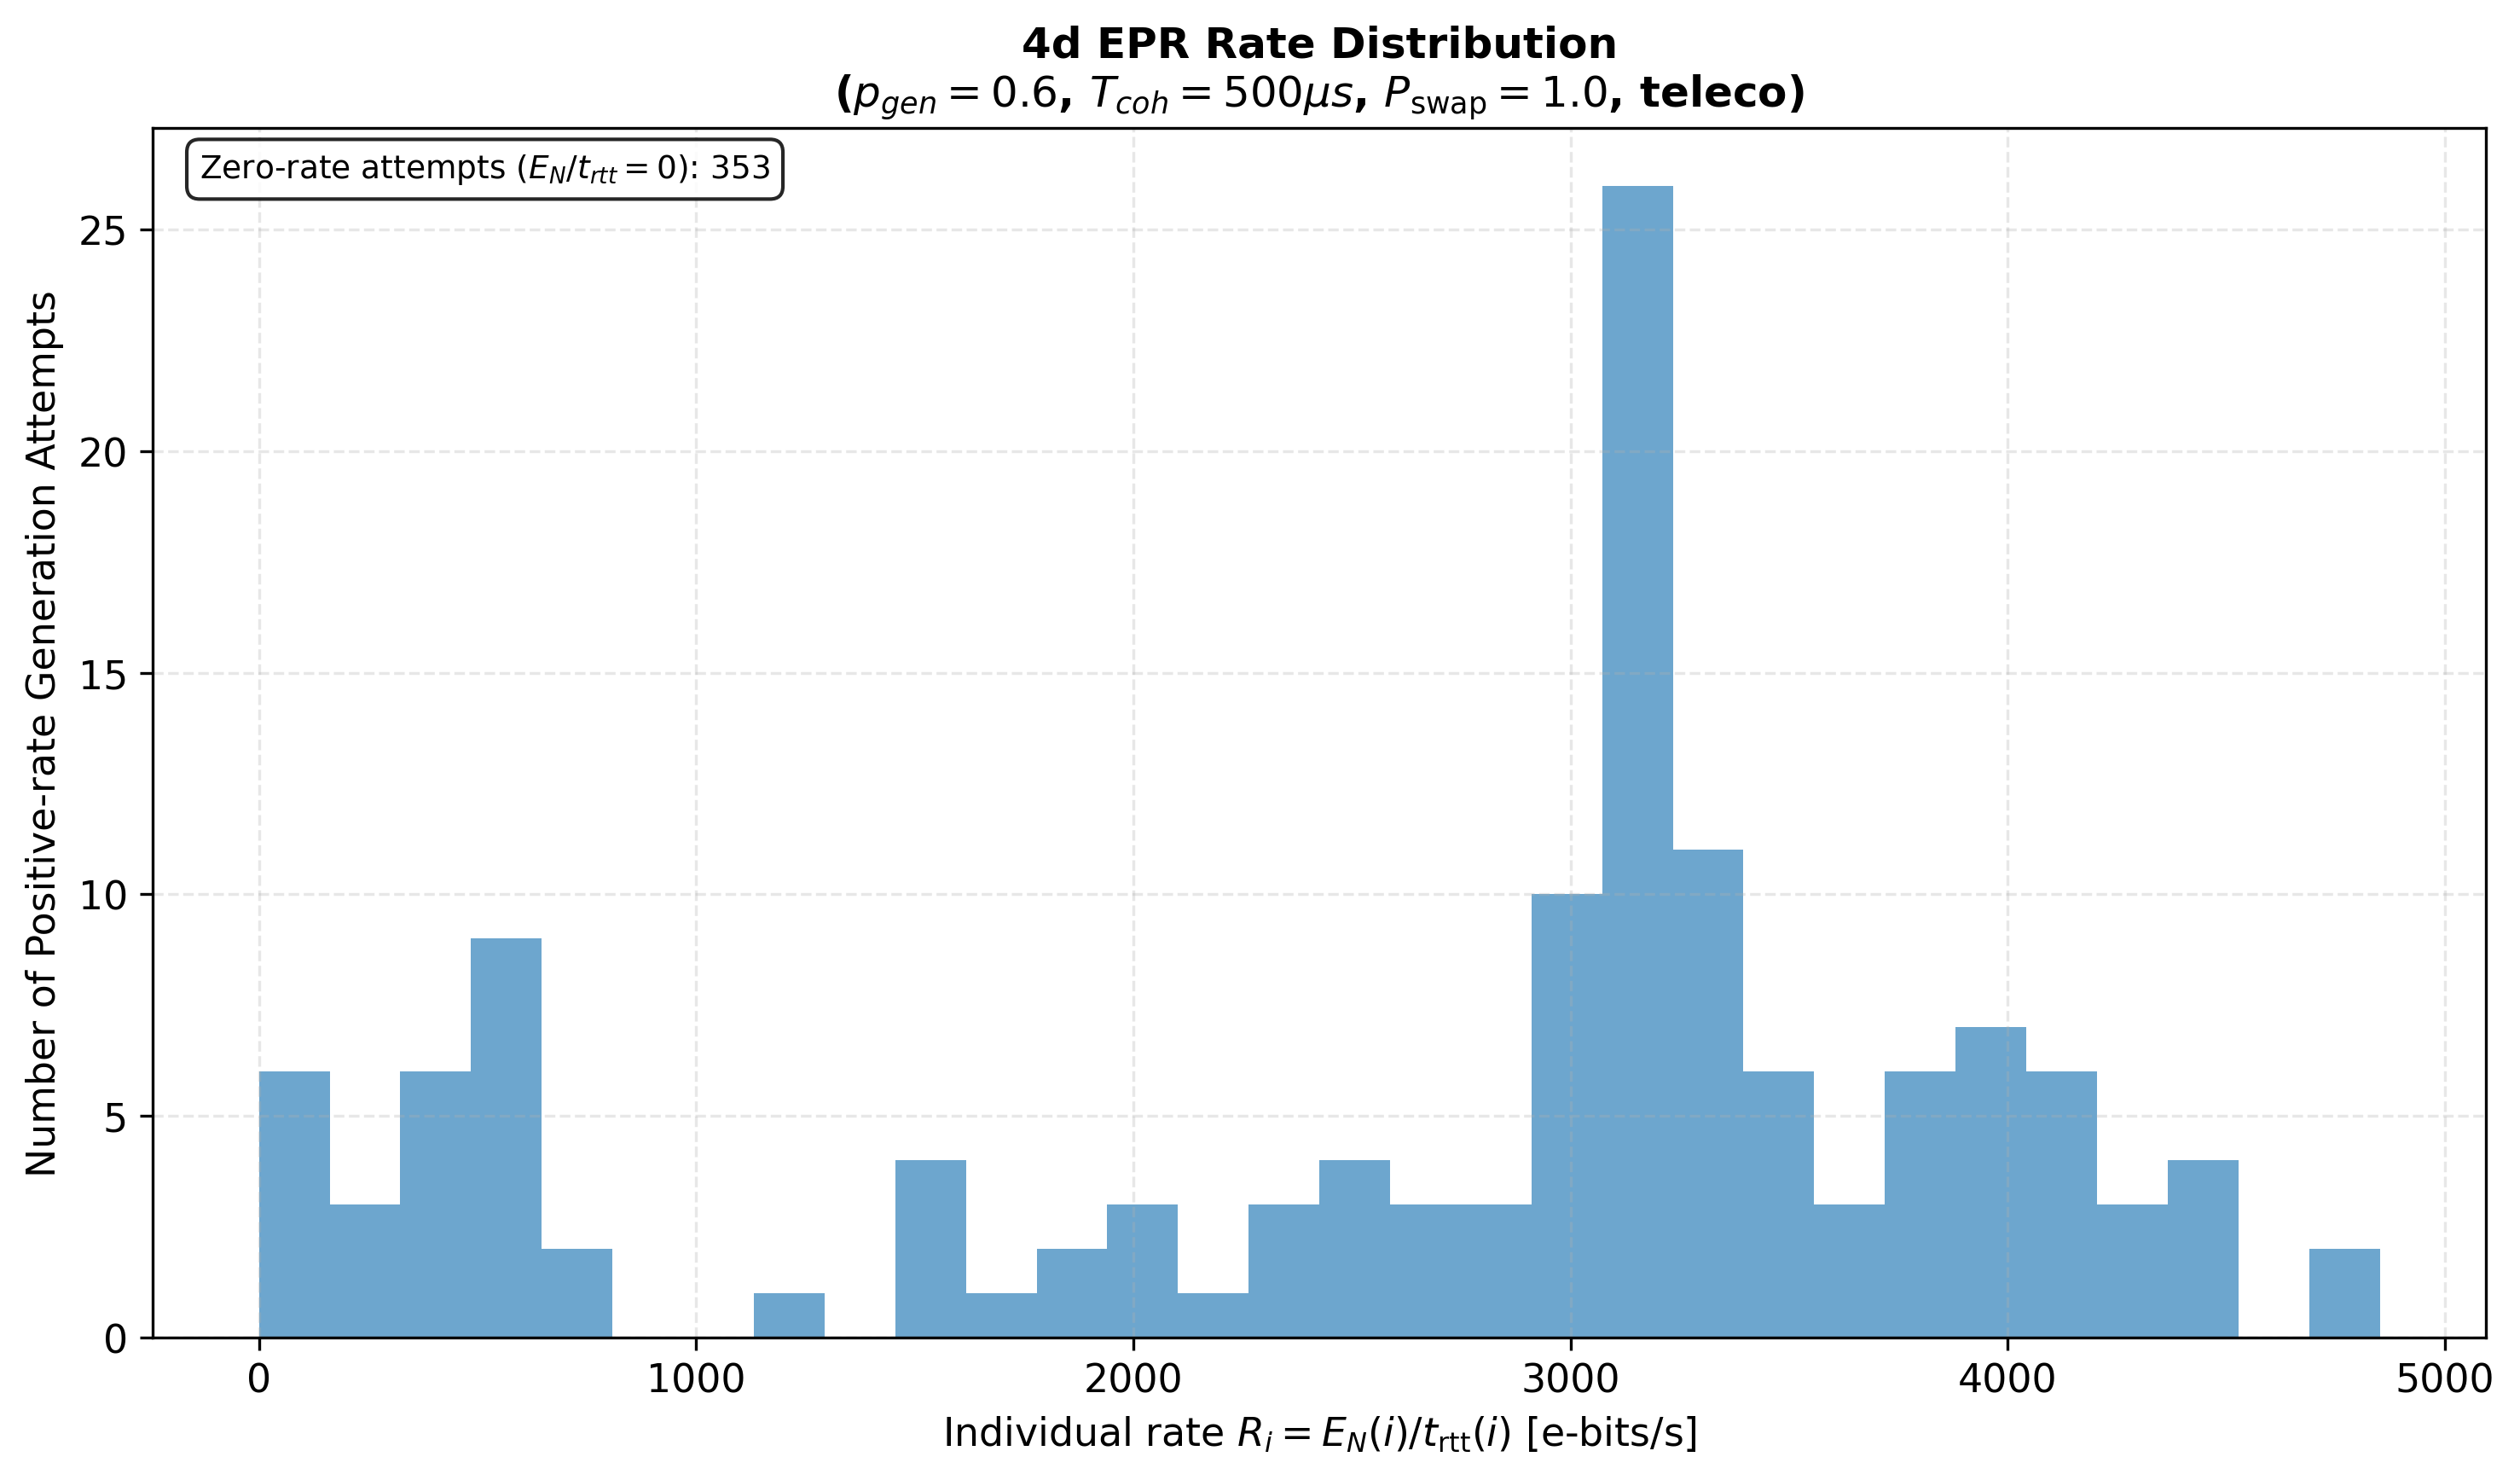 4d EPR Rate Distribution
(p_gen = 0.6, T_coh = 500μs, P_swap = 1.0, teleco)
Zero-rate attempts (E_N/t_rtt = 0): 353
Number of Positive-rate Generation Attempts
25
20
15
10
5
0
0 1000 2000 3000 4000 5000
Individual rate R_i = E_N(i)/t_rtt(i) [e-bits/s]